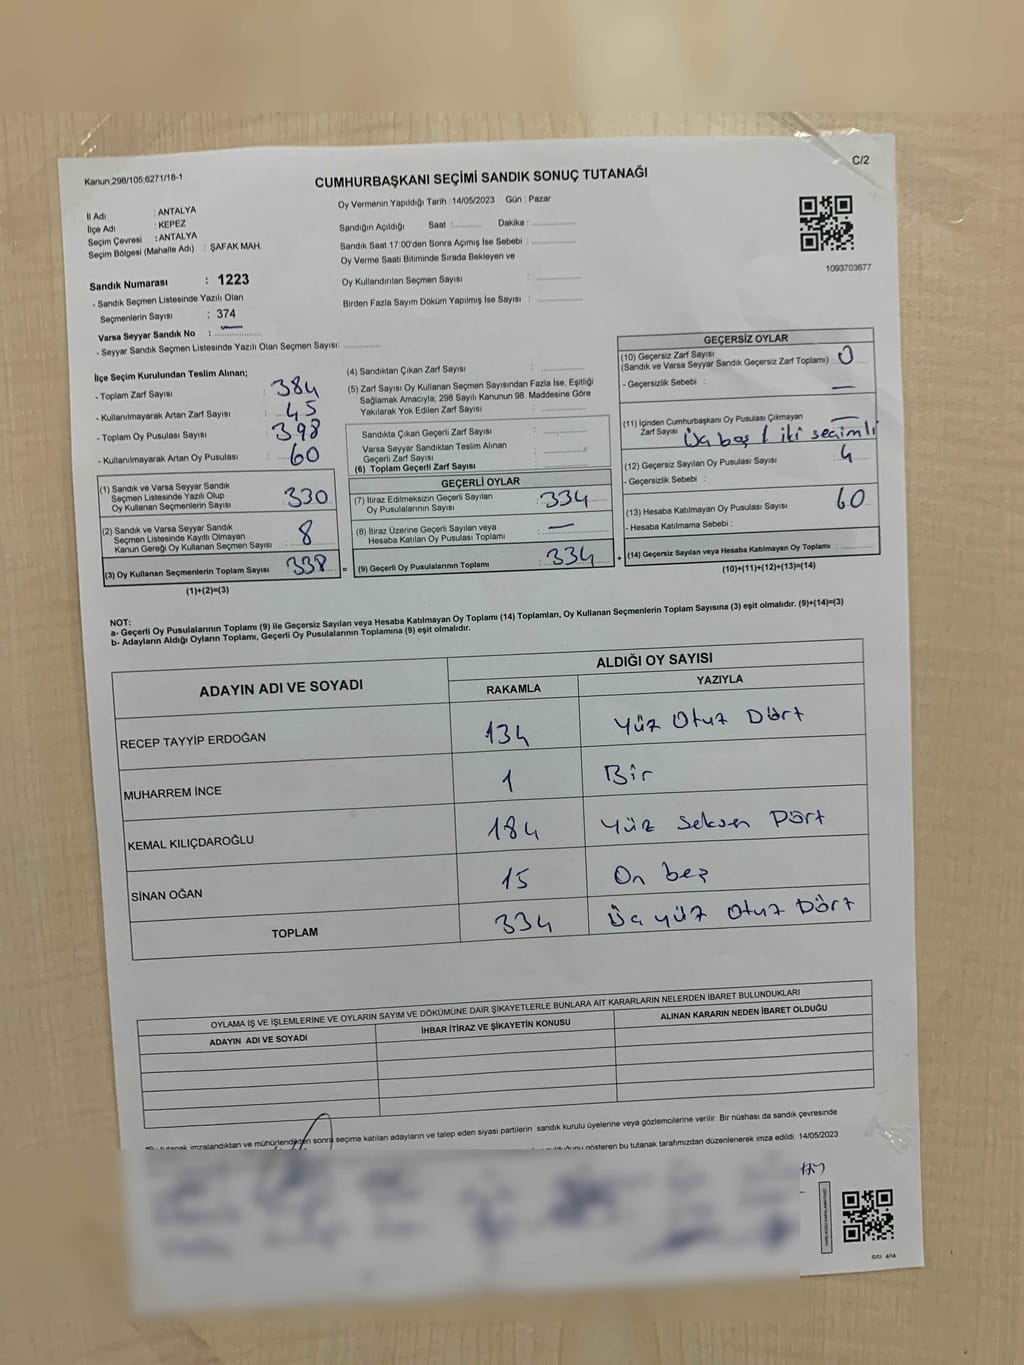 Kanun,298/105,6271/18-1
C/2
CUMHURBAŞKANI SEÇİMİ SANDIK SONUÇ TUTANAĞI
Oy Vermenin Yapıldığı Tarih : 14/05/2023 Gün : Pazar
İl Adı : ANTALYA
İlçe Adı : KEPEZ
Seçim Çevresi : ANTALYA
Seçim Bölgesi (Mahalle Adı) : ŞAFAK MAH.
Sandığın Açıldığı Saat :.......... Dakika : ..............
Sandık Saat 17:00'den Sonra Açımış İse Sebebi : ..............
Oy Verme Saati Bitiminde Sırada Bekleyen ve
Oy Kullandırılan Seçmen Sayısı : ..............
Birden Fazla Sayım Döküm Yapılmış İse Sayısı : ..............
1093703677
Sandık Numarası : 1223
- Sandık Seçmen Listesinde Yazılı Olan
Seçmenlerin Sayısı : 374
Varsa Seyyar Sandık No : —
- Seyyar Sandık Seçmen Listesinde Yazılı Olan Seçmen Sayısı: ............
İlçe Seçim Kurulundan Teslim Alınan;
- Toplam Zarf Sayısı : 384
- Kullanılmayarak Artan Zarf Sayısı : 45
- Toplam Oy Pusulası Sayısı : 398
- Kullanılmayarak Artan Oy Pusulası : 60
(1) Sandık ve Varsa Seyyar Sandık
Seçmen Listesinde Yazılı Olup
Oy Kullanan Seçmenlerin Sayısı : 330
(2) Sandık ve Varsa Seyyar Sandık
Seçmen Listesinde Kayıtlı Olmayan
Kanun Gereği Oy Kullanan Seçmen Sayısı : 8
(3) Oy Kullanan Seçmenlerin Toplam Sayısı : 338 =
(1)+(2)=(3)
(4) Sandıktan Çıkan Zarf Sayısı : ............
(5) Zarf Sayısı Oy Kullanan Seçmen Sayısından Fazla İse, Eşitliği
Sağlamak Amacıyla; 298 Sayılı Kanunun 98. Maddesine Göre
Yakılarak Yok Edilen Zarf Sayısı : ............
Sandıkta Çıkan Geçerli Zarf Sayısı : ............
Varsa Seyyar Sandıktan Teslim Alınan
Geçerli Zarf Sayısı : ............
(6) Toplam Geçerli Zarf Sayısı : ............
GEÇERLİ OYLAR
(7) İtiraz Edilmeksizin Geçerli Sayılan
Oy Pusulalarının Sayısı : 334
(8) İtiraz Üzerine Geçerli Sayılan veya
Hesaba Katılan Oy Pusulası Toplamı : —
(9) Geçerli Oy Pusulalarının Toplamı : 334 +
GEÇERSİZ OYLAR
(10) Geçersiz Zarf Sayısı
(Sandık ve Varsa Seyyar Sandık Geçersiz Zarf Toplamı) : 0
- Geçersizlik Sebebi : —
(11) İçinden Cumhurbaşkanı Oy Pusulası Çıkmayan
Zarf Sayısı : —
(12) Geçersiz Sayılan Oy Pusulası Sayısı : 4
- Geçersizlik Sebebi :
(13) Hesaba Katılmayan Oy Pusulası Sayısı : 60
- Hesaba Katılmama Sebebi :
(14) Geçersiz Sayılan veya Hesaba Katılmayan Oy Toplamı : ............
(10)+(11)+(12)+(13)=(14)
NOT:
a- Geçerli Oy Pusulalarının Toplamı (9) ile Geçersiz Sayılan veya Hesaba Katılmayan Oy Toplamı (14) Toplamları, Oy Kullanan Seçmenlerin Toplam Sayısına (3) eşit olmalıdır. (9)+(14)=(3)
b- Adayların Aldığı Oyların Toplamı, Geçerli Oy Pusulalarının Toplamına (9) eşit olmalıdır.
ADAYIN ADI VE SOYADI ALDIĞI OY SAYISI
RAKAMLA YAZIYLA
RECEP TAYYİP ERDOĞAN 134 Yüz Otuz Dört
MUHARREM İNCE 1 Bir
KEMAL KILIÇDAROĞLU 184 Yüz Seksen Dört
SİNAN OĞAN 15 On beş
TOPLAM 334 Üç yüz Otuz Dört
OYLAMA İŞ VE İŞLEMLERİNE VE OYLARIN SAYIM VE DÖKÜMÜNE DAİR ŞİKAYETLERLE BUNLARA AİT KARARLARIN NELERDEN İBARET BULUNDUKLARI
ADAYIN ADI VE SOYADI İHBAR İTİRAZ VE ŞİKAYETİN KONUSU ALINAN KARARIN NEDEN İBARET OLDUĞU
tutanak imzalandıktan ve mühürlendikten sonra seçime katılan adayların ve talep eden siyasi partilerin sandık kurulu üyelerine veya gözlemcilerine verilir. Bir nüshası da sandık çevresinde
gösteren bu tutanak tarafımızdan düzenlenerek imza edildi. 14/05/2023